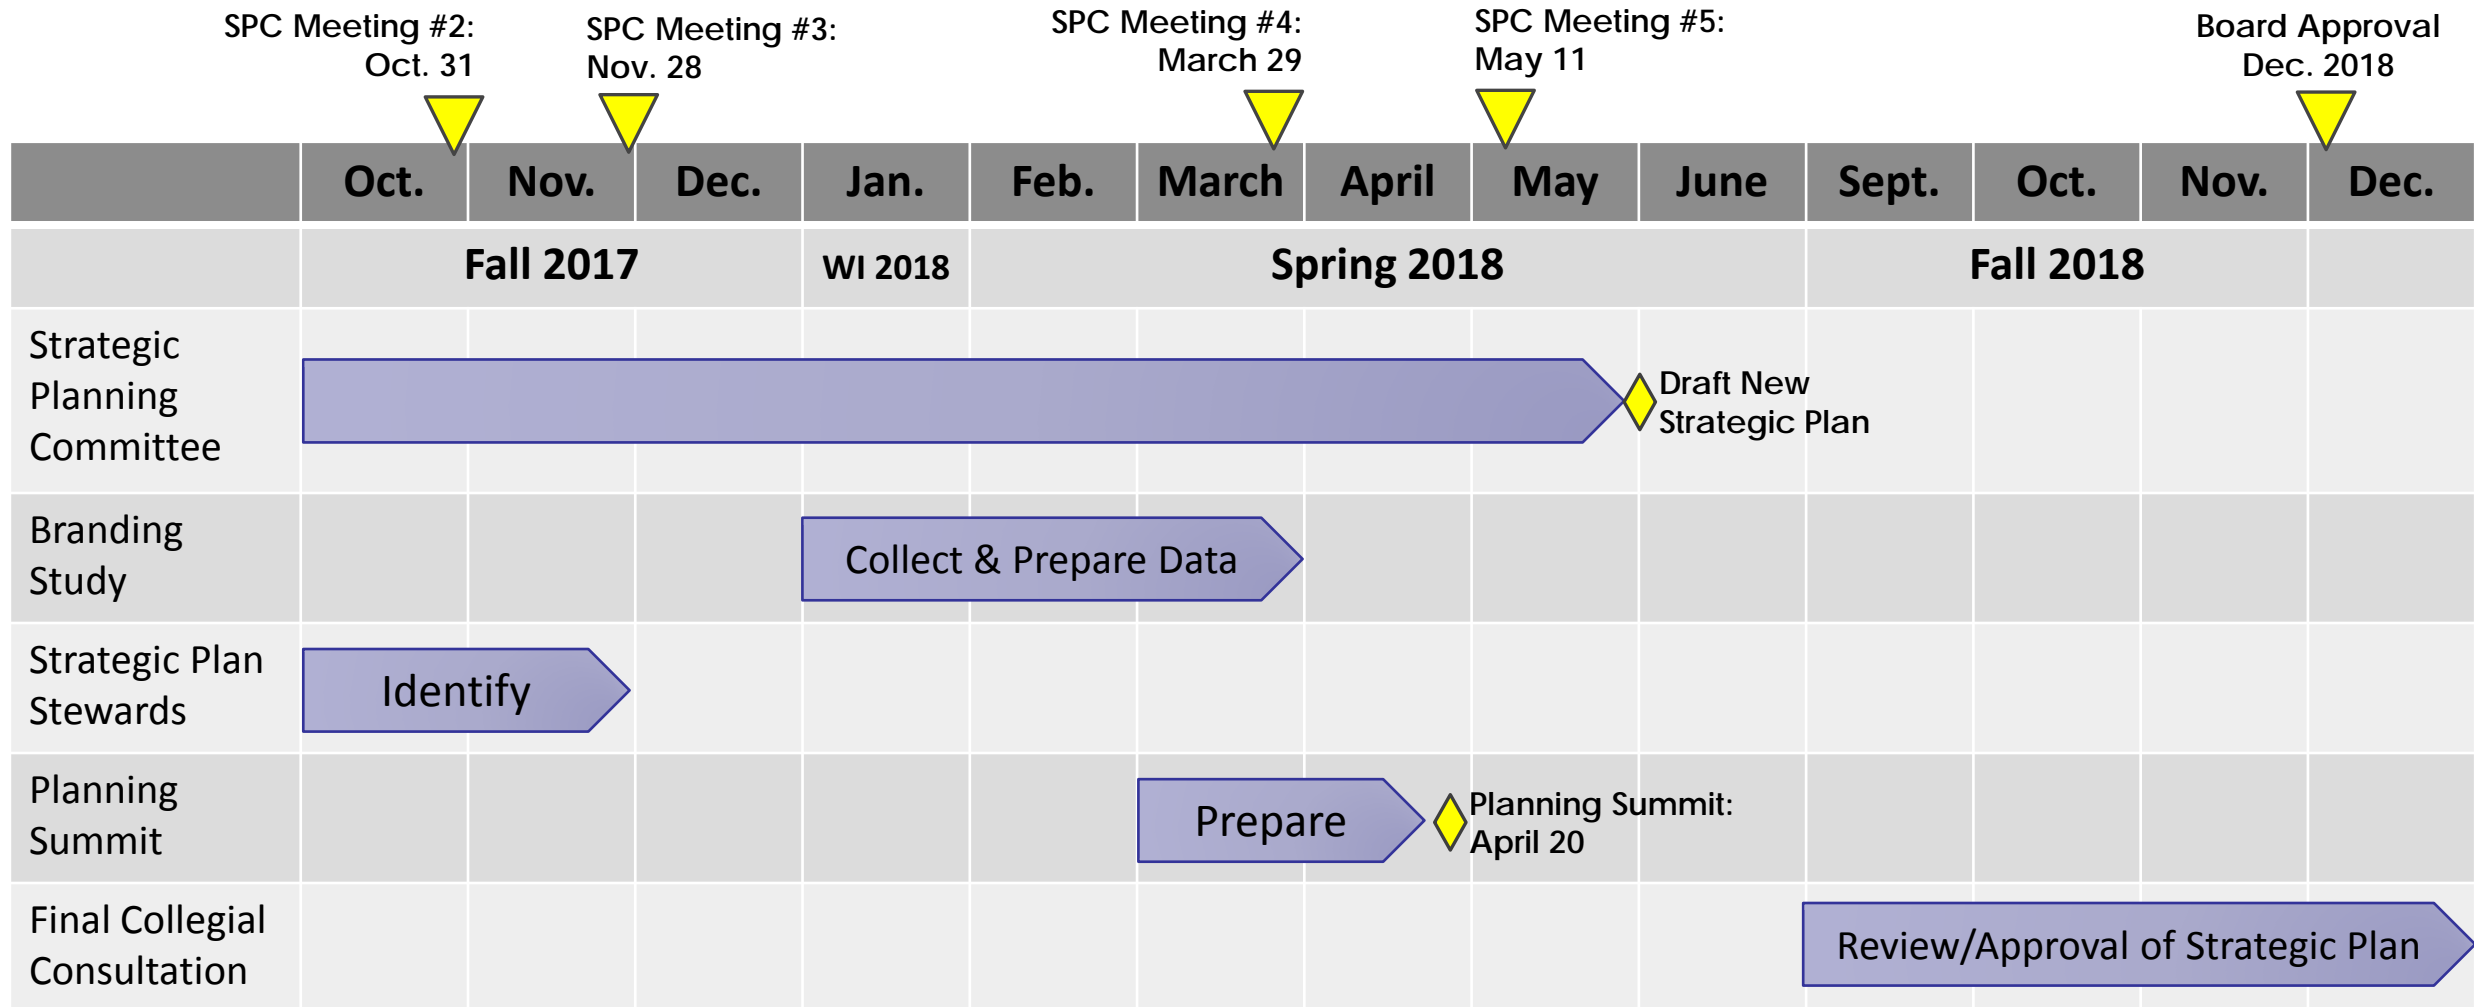 SPC Meeting #2:
Oct. 31
SPC Meeting #3:
Nov. 28
SPC Meeting #4:
March 29
SPC Meeting #5:
May 11
Board Approval
Dec. 2018
Oct. Nov. Dec. Jan. Feb. March April May June Sept. Oct. Nov. Dec.
Fall 2017 WI 2018 Spring 2018 Fall 2018
Strategic
Planning
Committee
Draft New
Strategic Plan
Branding
Study
Collect & Prepare Data
Strategic Plan
Stewards
Identify
Planning
Summit
Prepare
Planning Summit:
April 20
Final Collegial
Consultation
Review/Approval of Strategic Plan